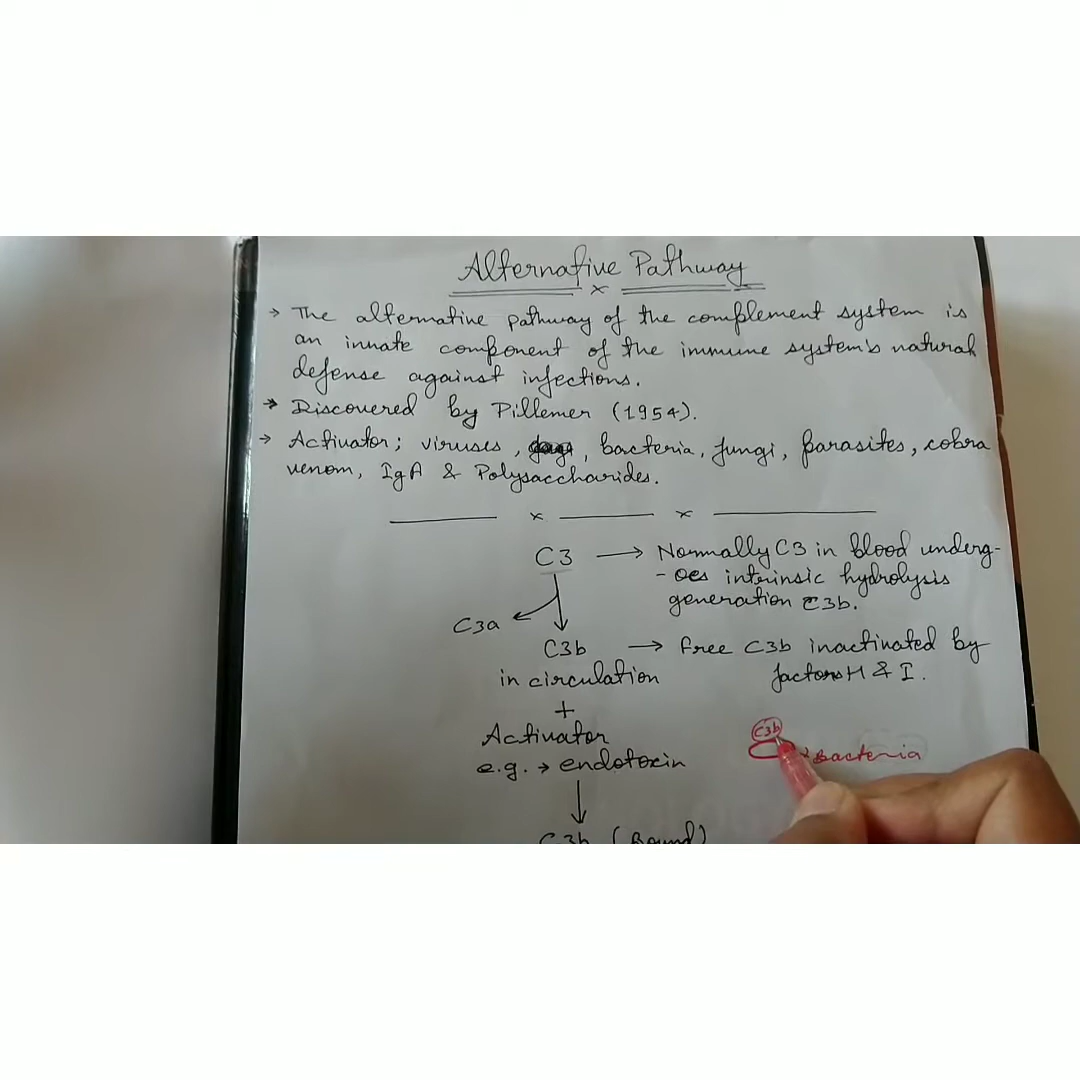 Alternative Pathway
→ The alternative pathway of the complement system is
an innate component of the immune system's natural
defense against infections.
→ Discovered by Pillemer (1954).
→ Activator; viruses, , bacteria, fungi, parasites, cobra
venom, IgA & Polysaccharides.
C3 → Normally C3 in blood underg-
-oes intrinsic hydrolysis
generation C3b.
C3a
C3b → free C3b inactivated by
in circulation factors H & I.
+
Activator
e.g. → endotoxin
C3b
Bacteria
C3b (Bound)